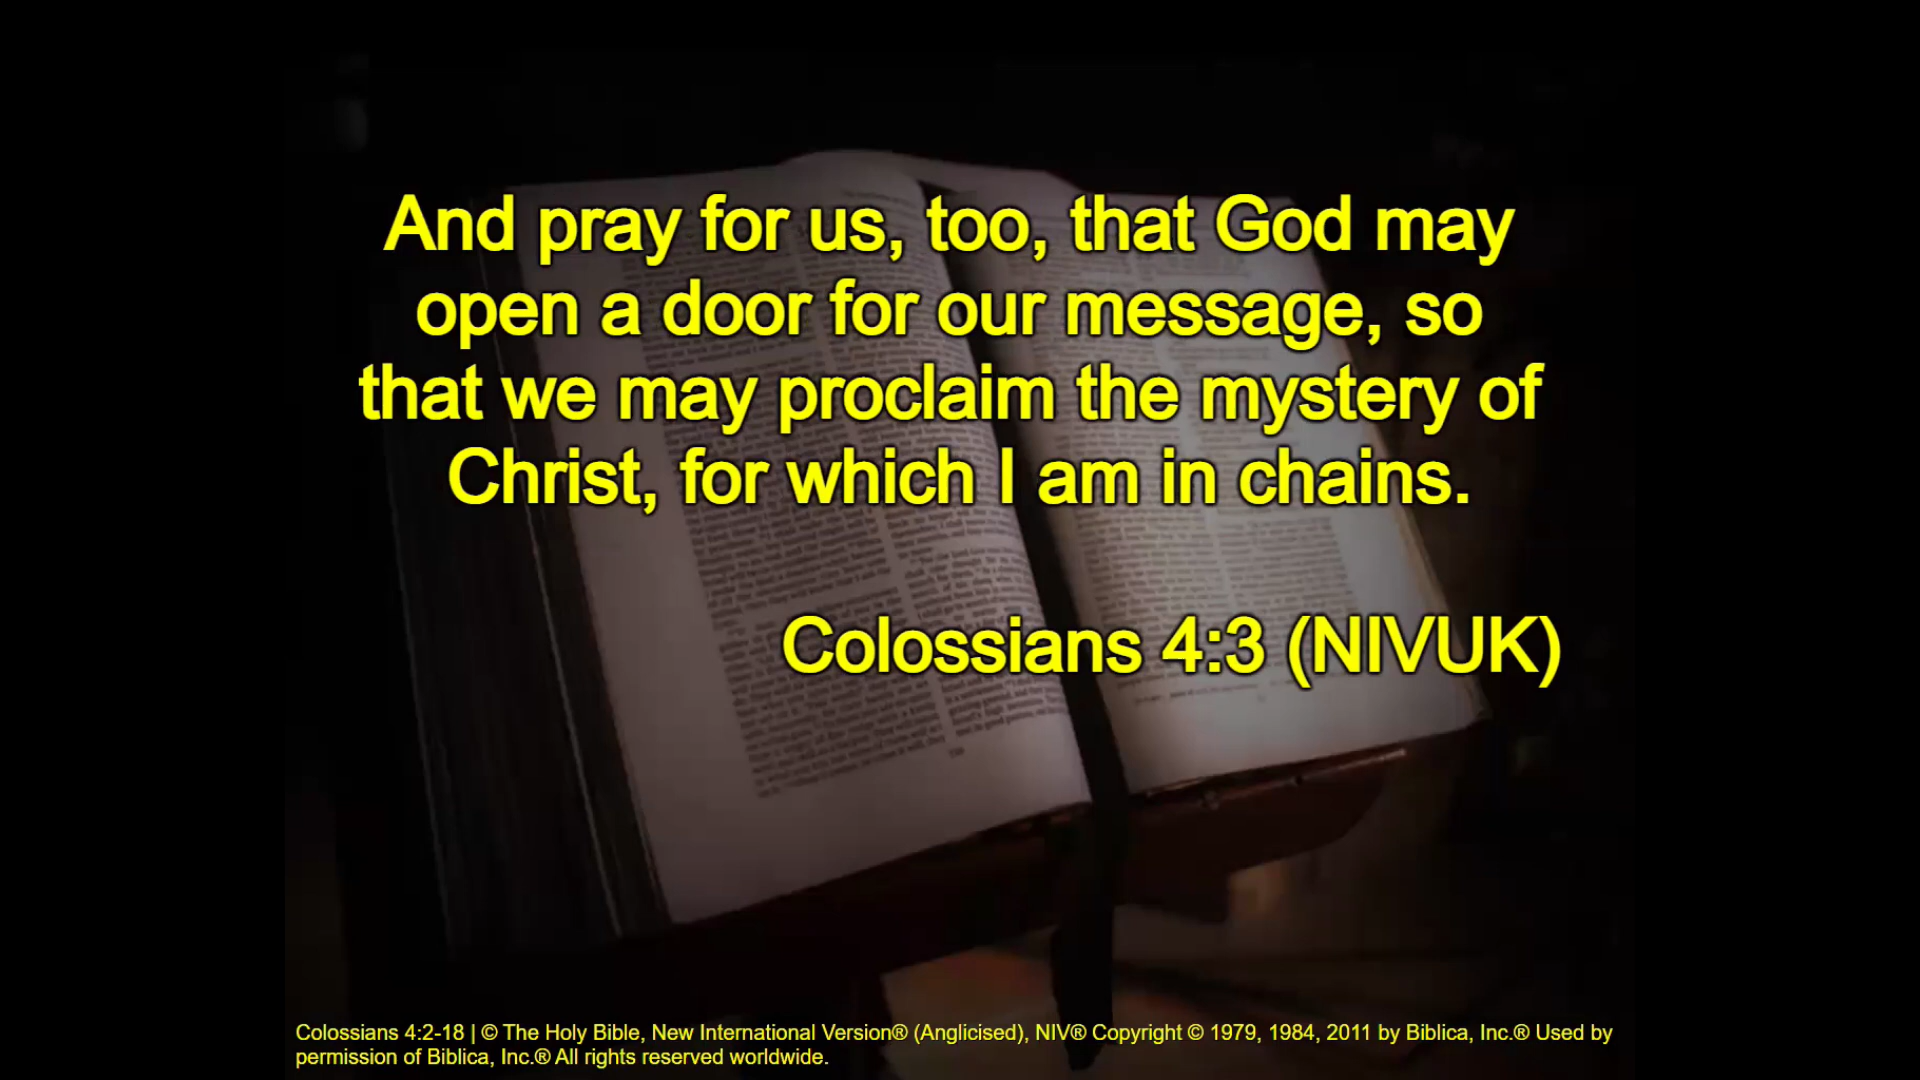 And pray for us, too, that God may
open a door for our message, so
that we may proclaim the mystery of
Christ, for which I am in chains.
Colossians 4:3 (NIVUK)
Colossians 4:2-18 | © The Holy Bible, New International Version® (Anglicised), NIV® Copyright © 1979, 1984, 2011 by Biblica, Inc.® Used by
permission of Biblica, Inc.® All rights reserved worldwide.